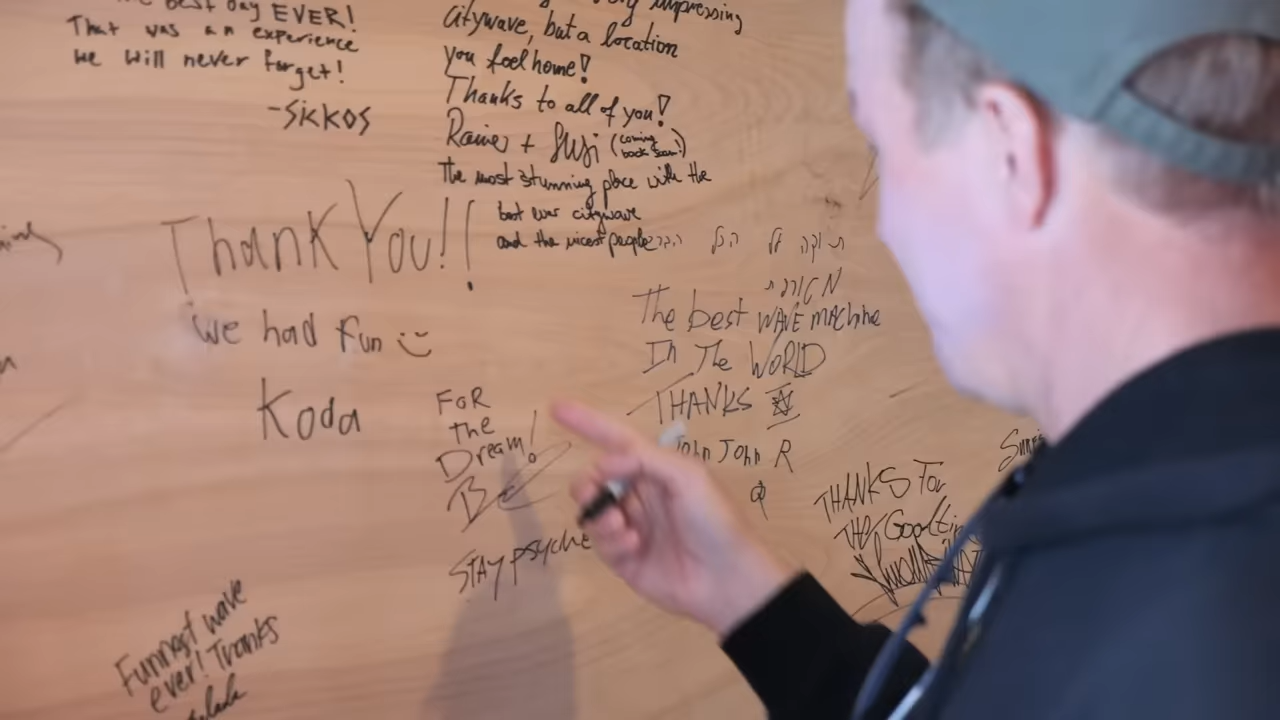 best day EVER!
That was an experience
we will never forget!
-SKKOS
impressing
citywave, but a location
you feel home!
Thanks to all of you!
Rainer + Susi (coming
back soon!)
The most stunning place with the
best ever citywave
and the nicest people
Thank You!!
we had Fun
Koda
FOR
the
Dream!
STAY PSYCHE
The best WAVE MACHINE
In The WORLD
THANKS
John John R
THANKS FOR
THE Good
Funnest wave
ever! Thanks